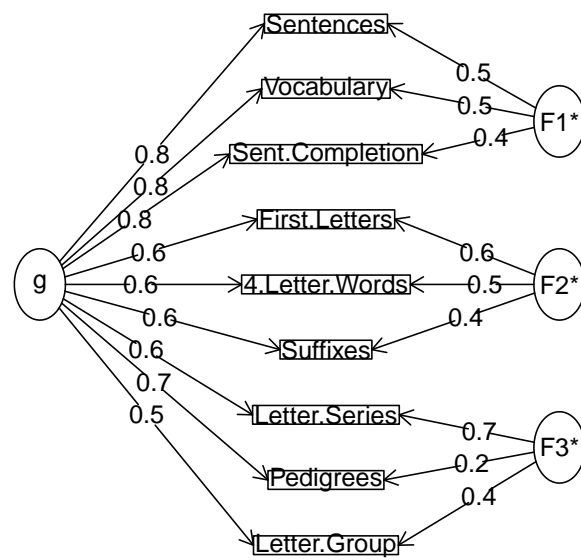 Sentences
0.5
Vocabulary
0.5
F1*
0.8
Sent.Completion
0.4
0.8
0.8
First.Letters
0.6
0.6
g
0.6
4.Letter.Words
0.5
F2*
0.6
Suffixes
0.4
0.6
Letter.Series
0.7
0.7
F3*
0.5
Pedigrees
0.2
0.4
Letter.Group